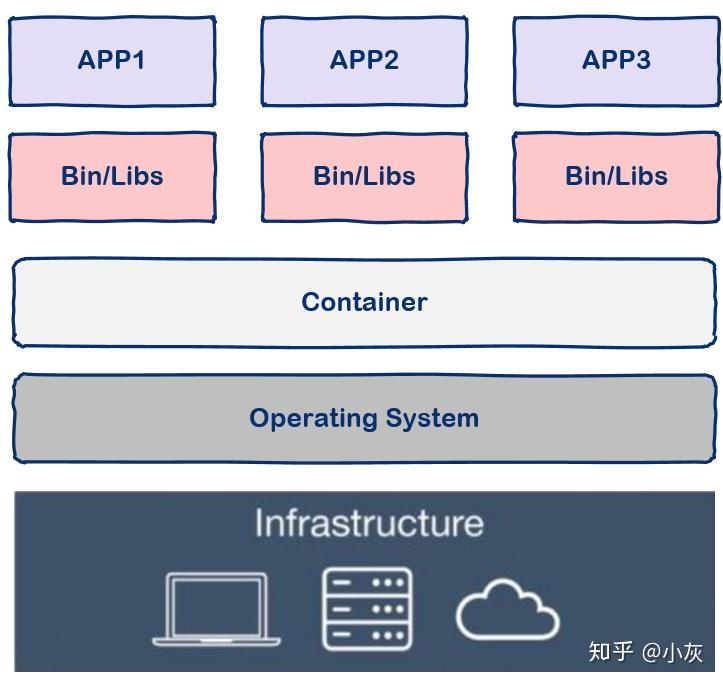 APP1 APP2 APP3
Bin/Libs Bin/Libs Bin/Libs
Container
Operating System
Infrastructure
知乎 @小灰